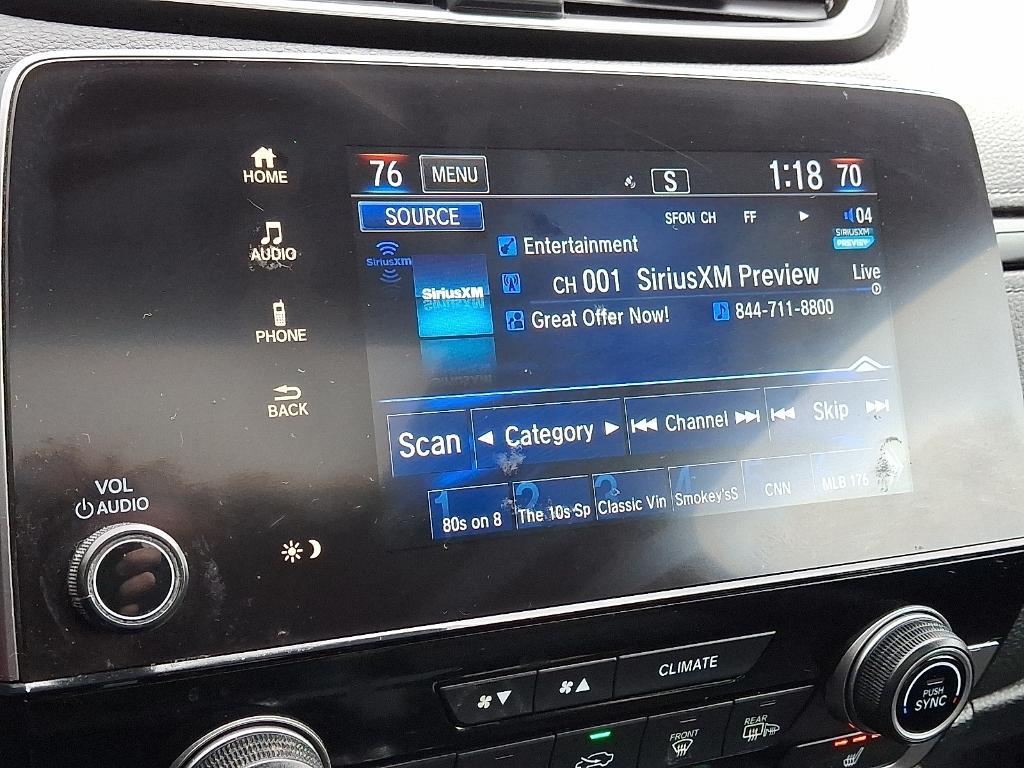 HOME
AUDIO
PHONE
BACK
VOL
AUDIO
76 MENU S 1:18 70
SOURCE SFON CH FF 04
SiriusXM Entertainment SIRIUSXM
PREVIEW
SiriusXM CH 001 SiriusXM Preview Live
Great Offer Now! 844-711-8800
Scan Category Channel Skip
1 80s on 8
2 The 10s Sp
3 Classic Vin
4 Smokey'sS
5 CNN
MLB 176
CLIMATE
PUSH
SYNC
FRONT
REAR